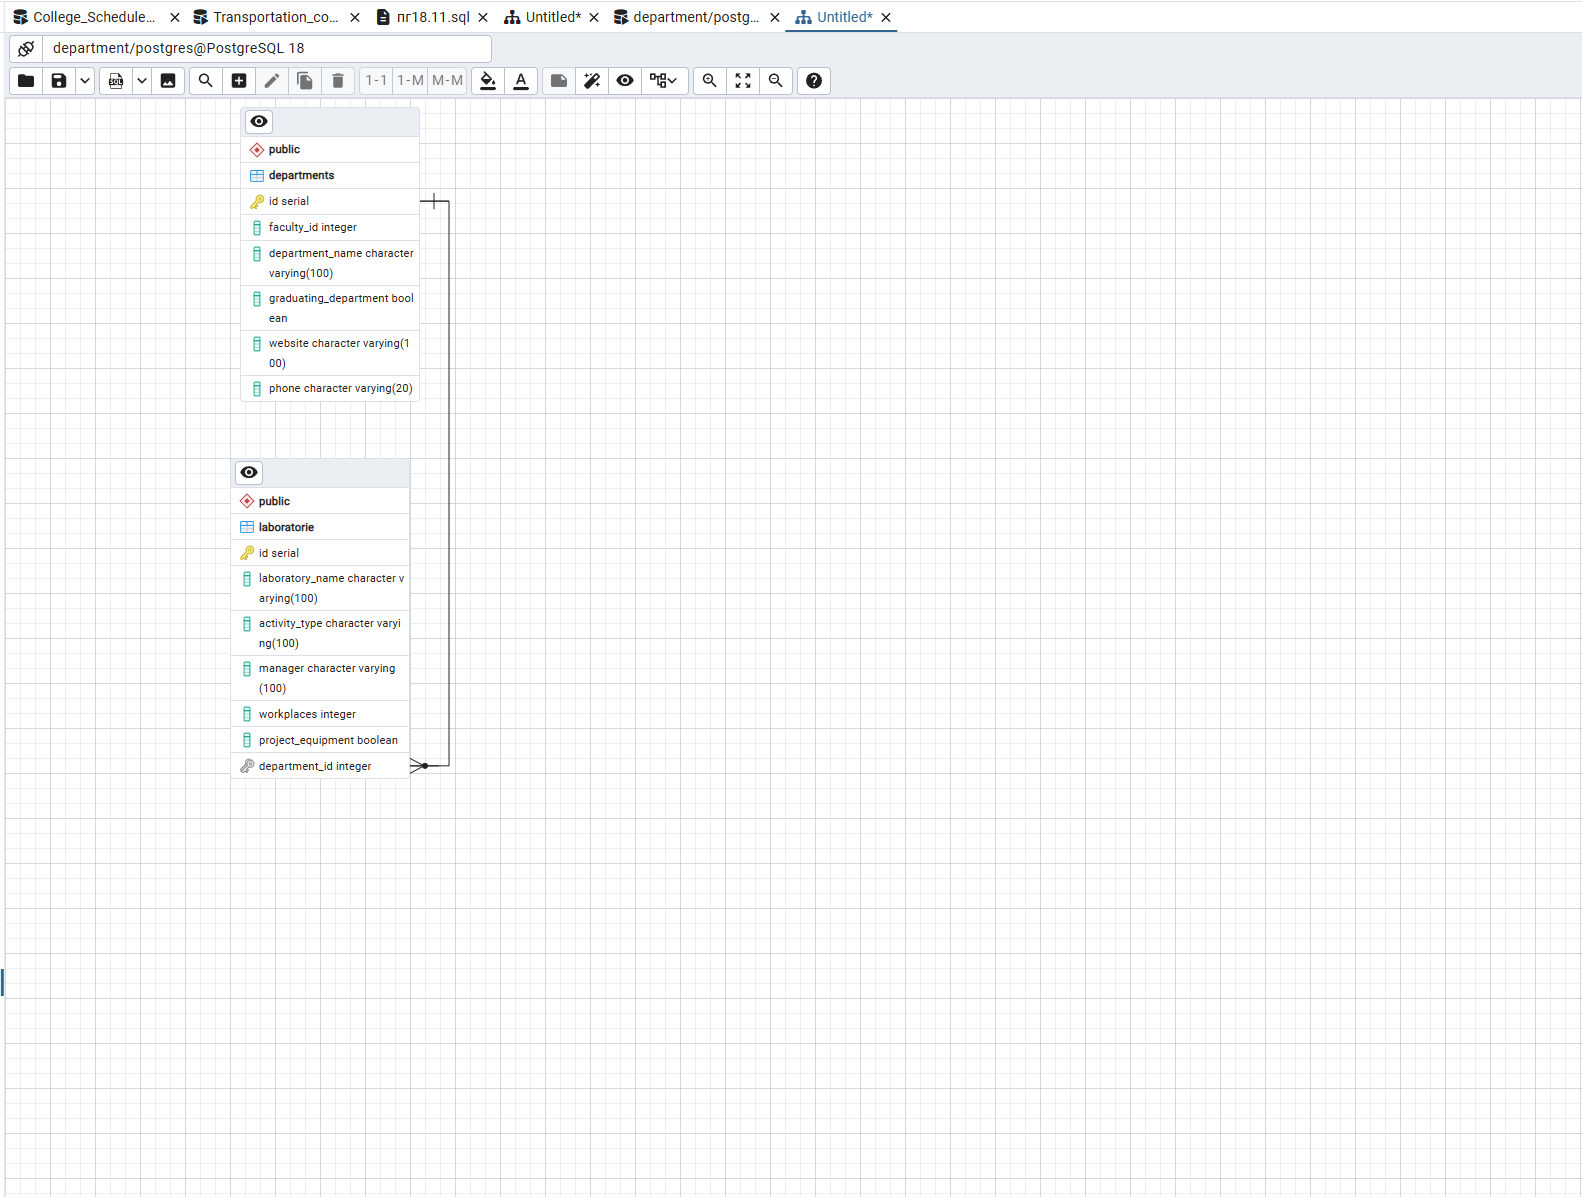 College_Schedule...
Transportation_co...
пг18.11.sql
Untitled*
department/postg...
Untitled*
department/postgres@PostgreSQL 18
SQL
1-1
1-M
M-M
A
public
departments
id serial
faculty_id integer
department_name character
varying(100)
graduating_department bool
ean
website character varying(1
00)
phone character varying(20)
public
laboratorie
id serial
laboratory_name character v
arying(100)
activity_type character varyi
ng(100)
manager character varying
(100)
workplaces integer
project_equipment boolean
department_id integer